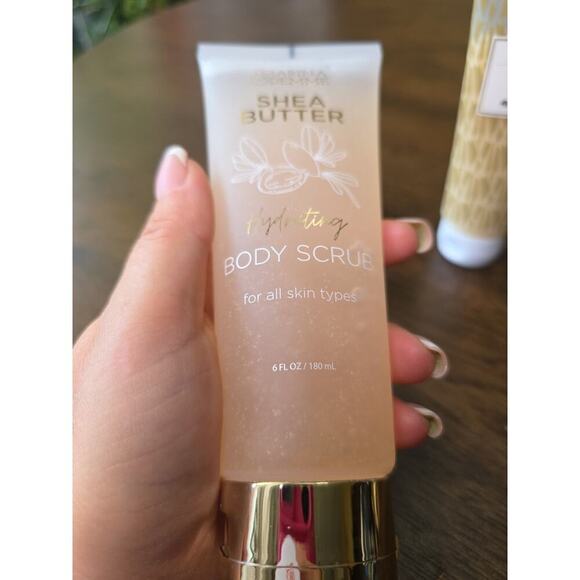 SHEA
BUTTER
Hydrating
BODY SCRUB
for all skin types
6 FL OZ / 180 mL